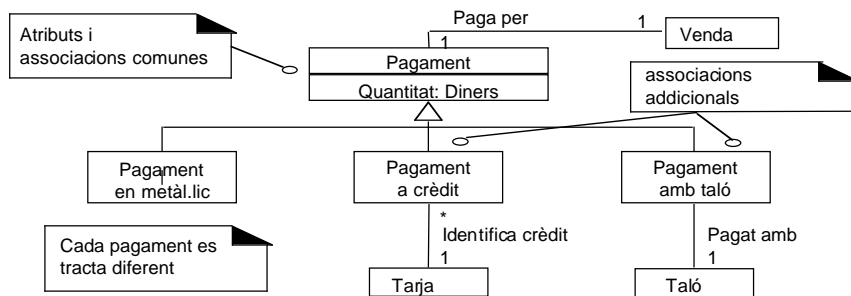 Atributs i
associacions comunes
Paga per
1
1
Venda
Pagament
Quantitat: Diners
associacions
addicionals
Pagament
en metàl.lic
Pagament
a crèdit
Pagament
amb taló
Cada pagament es
tracta diferent
*
Identifica crèdit
1
Pagat amb
1
Tarja
Taló